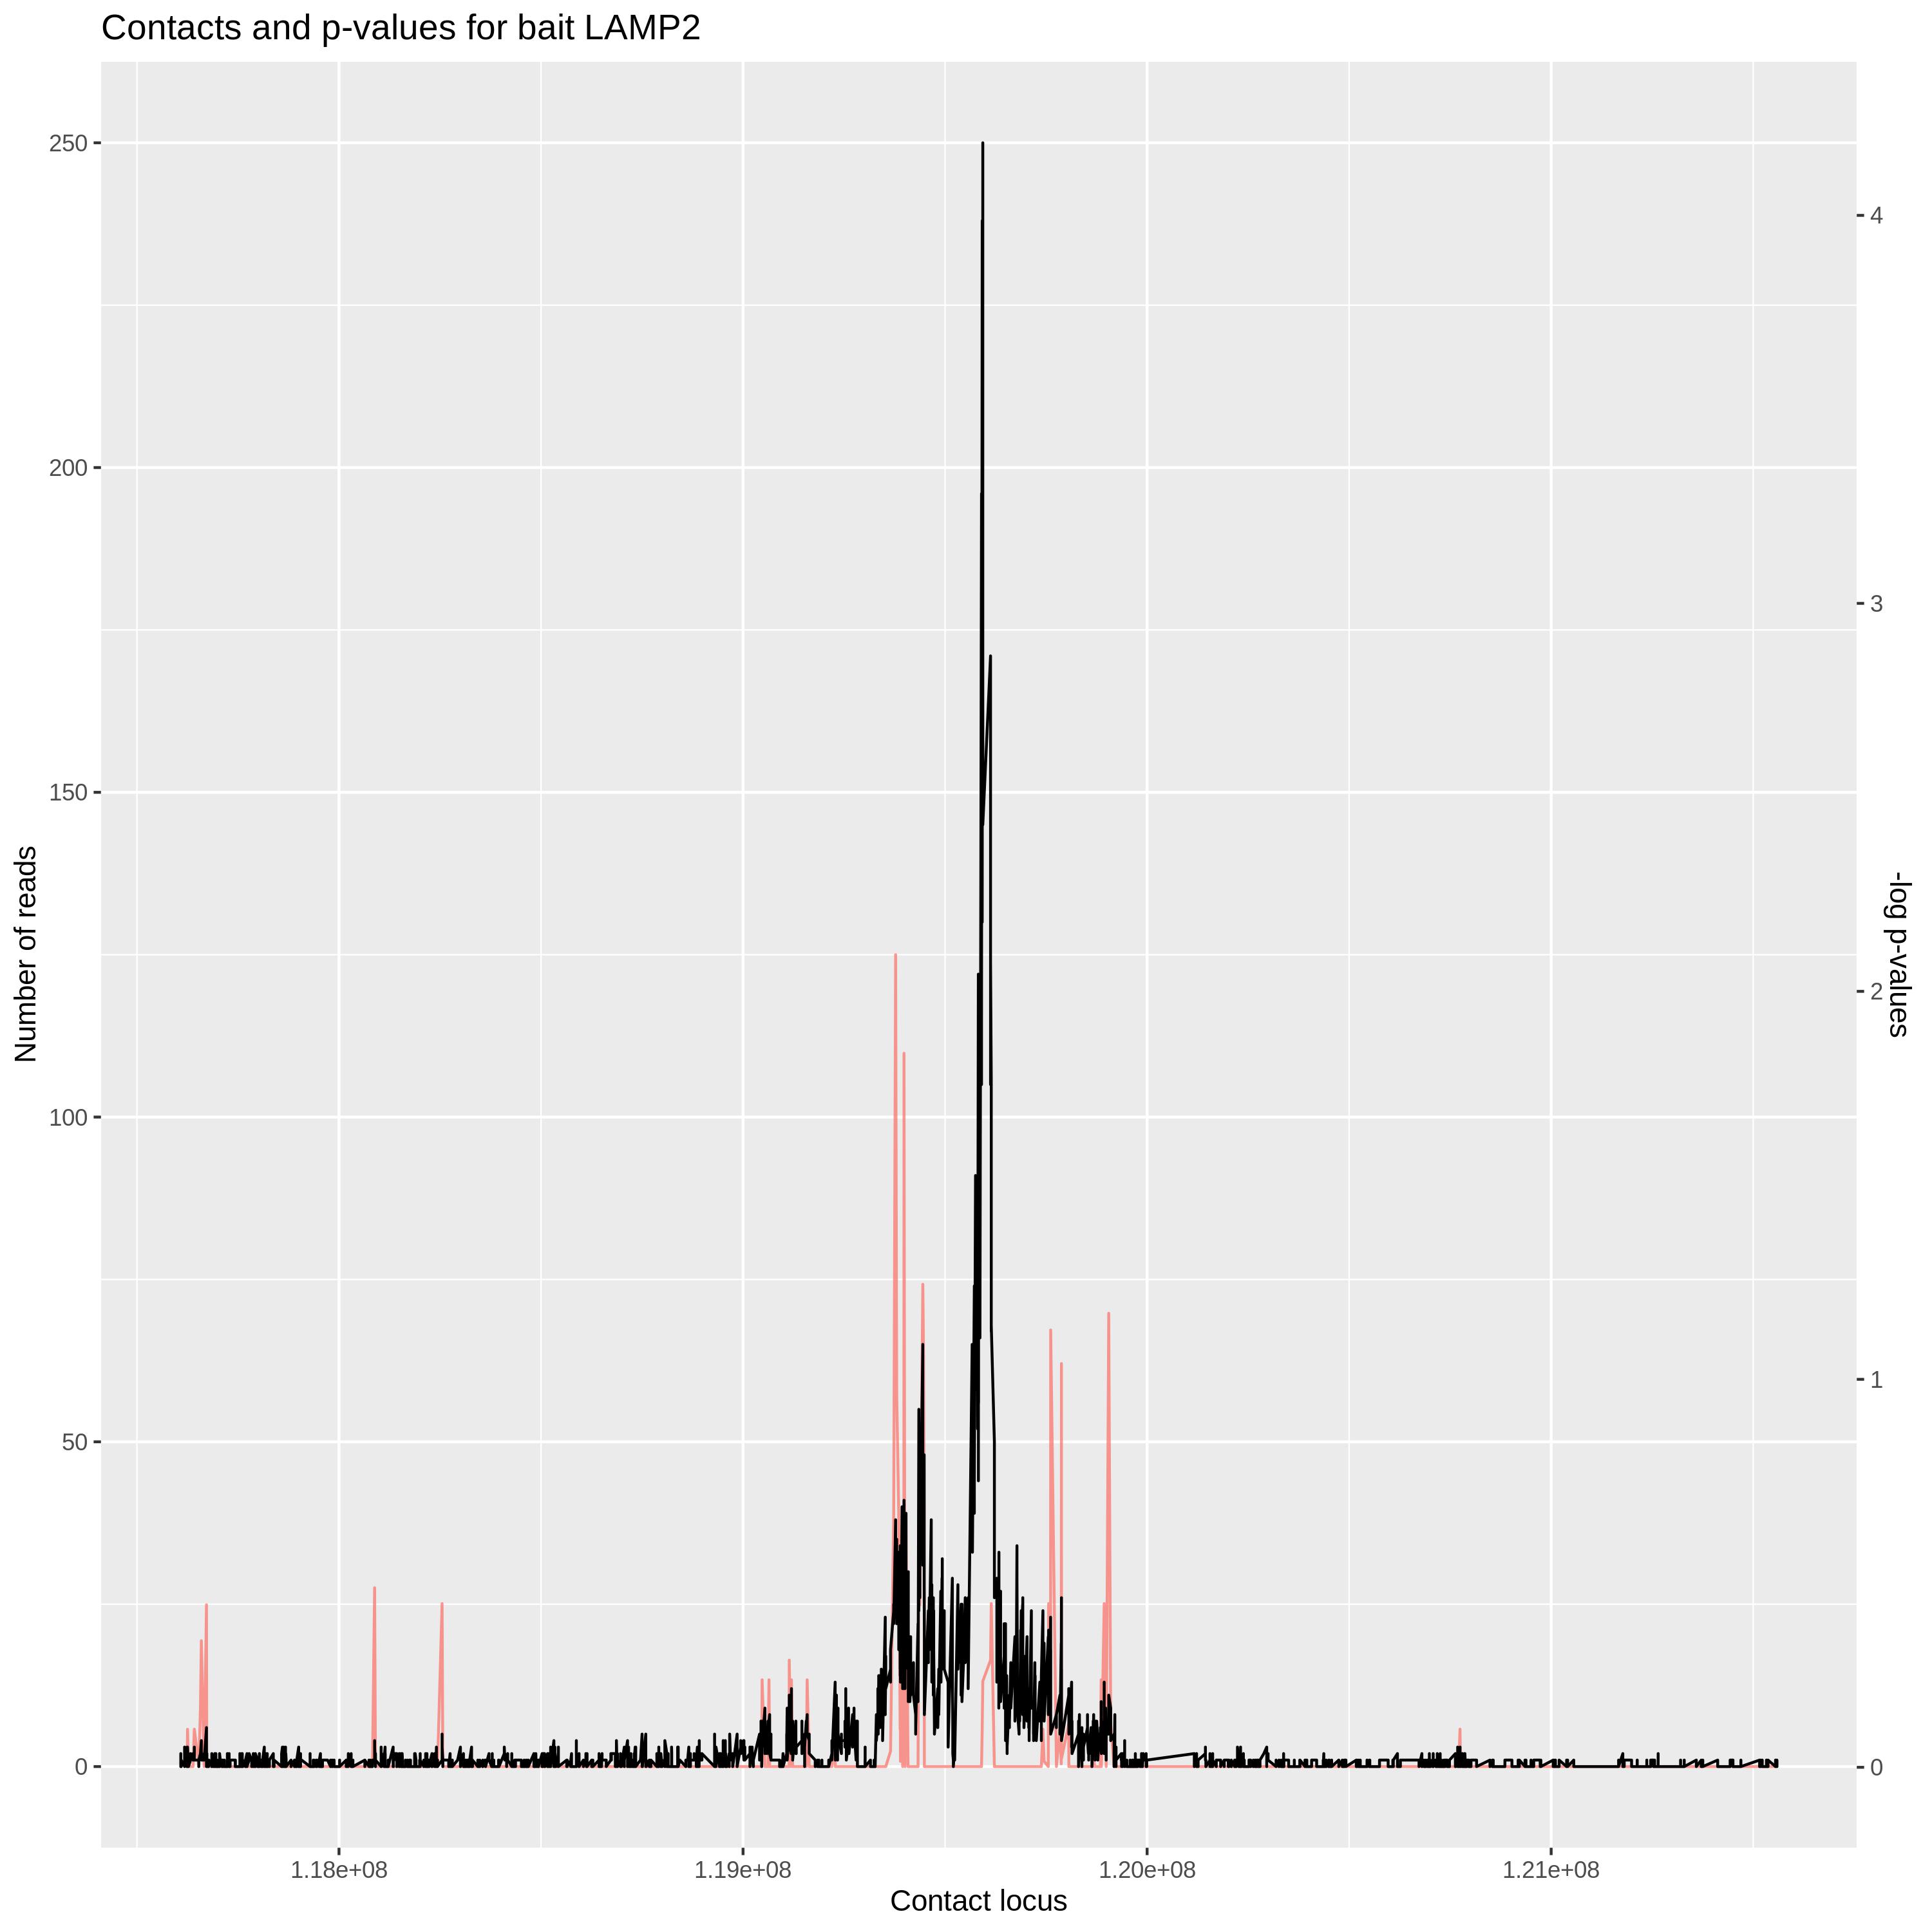 Contacts and p-values for bait LAMP2
250
200
150
100
50
0
Number of reads
4
3
2
1
0
-log p-values
1.18e+08
1.19e+08
1.20e+08
1.21e+08
Contact locus